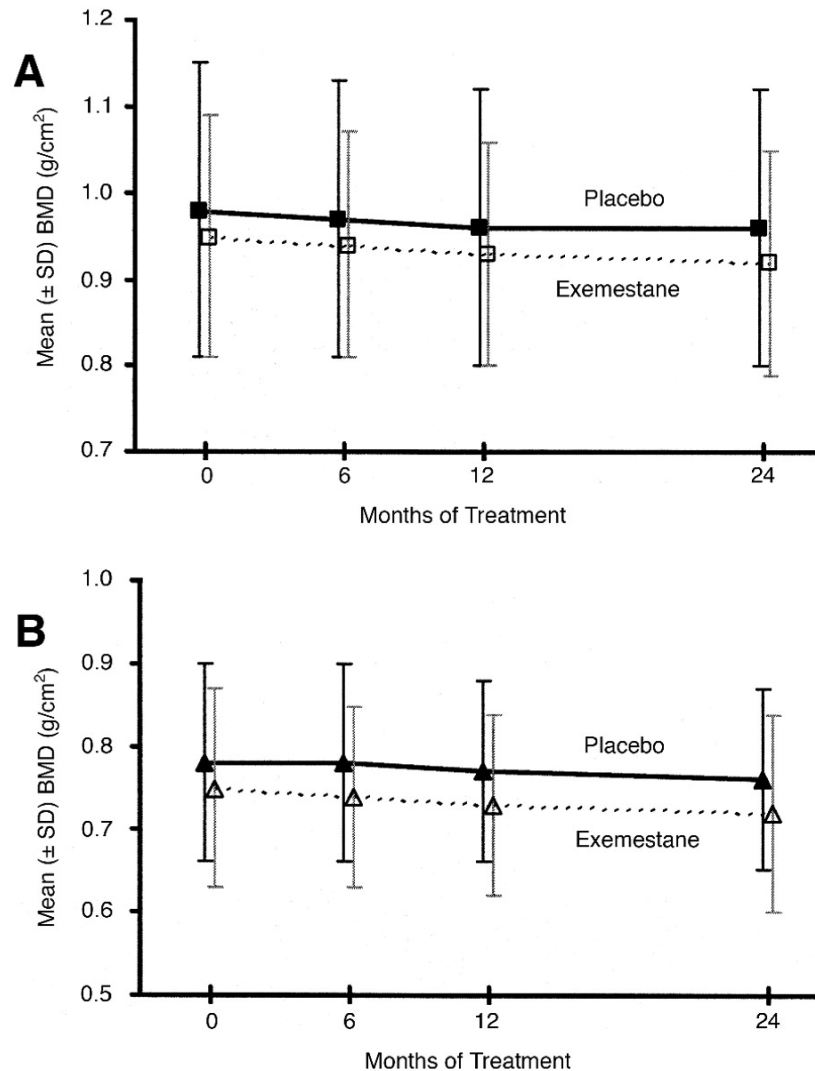 A
Mean (± SD) BMD (g/cm²)
1.2
1.1
1.0
0.9
0.8
0.7
Placebo
Exemestane
0 6 12 24
Months of Treatment
B
Mean (± SD) BMD (g/cm²)
1.0
0.9
0.8
0.7
0.6
0.5
Placebo
Exemestane
0 6 12 24
Months of Treatment